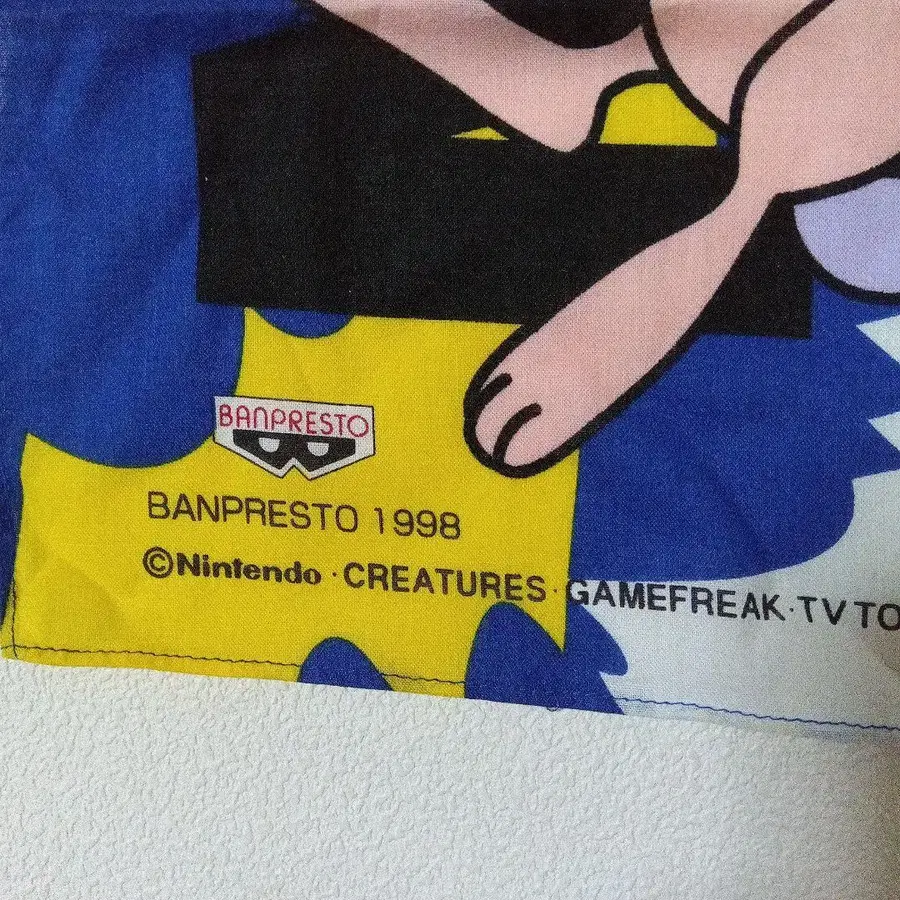 BANPRESTO
BANPRESTO 1998
©Nintendo·CREATURES·GAMEFREAK·TV TO